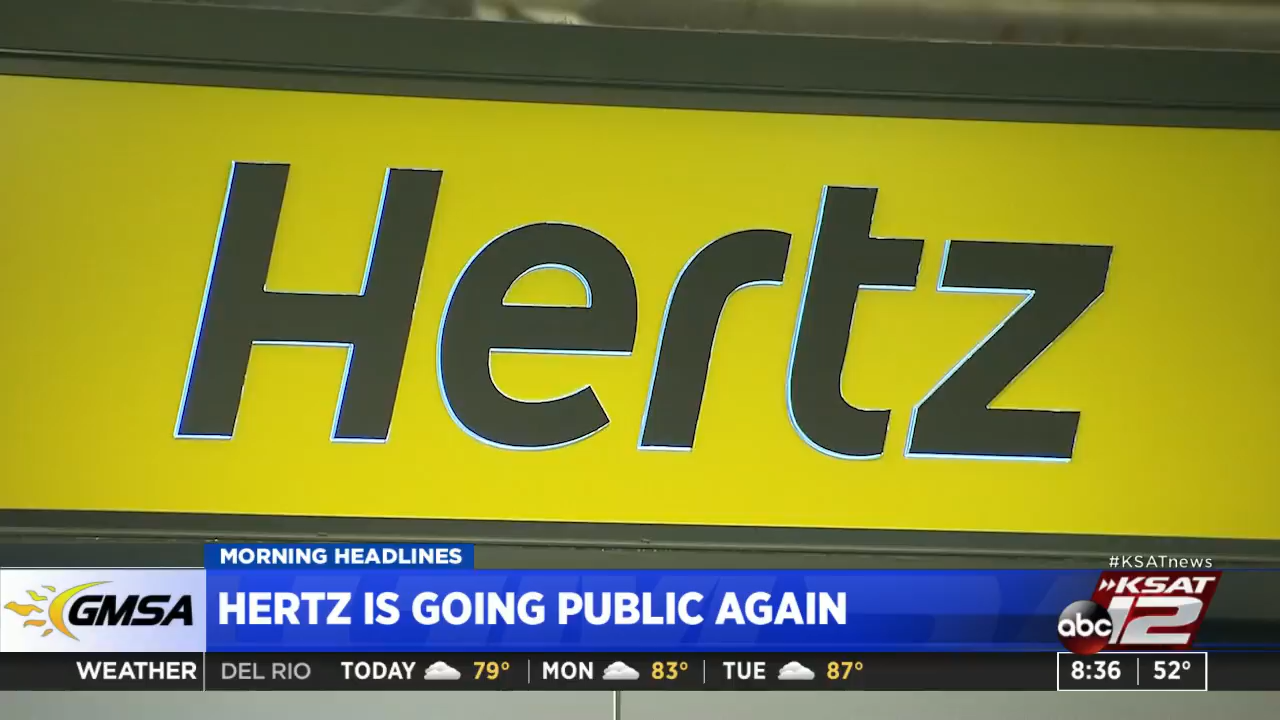 Hertz
MORNING HEADLINES
#KSATnews
GMSA
HERTZ IS GOING PUBLIC AGAIN
KSAT
abc 12
WEATHER DEL RIO TODAY 79° MON 83° TUE 87° 8:36 52°